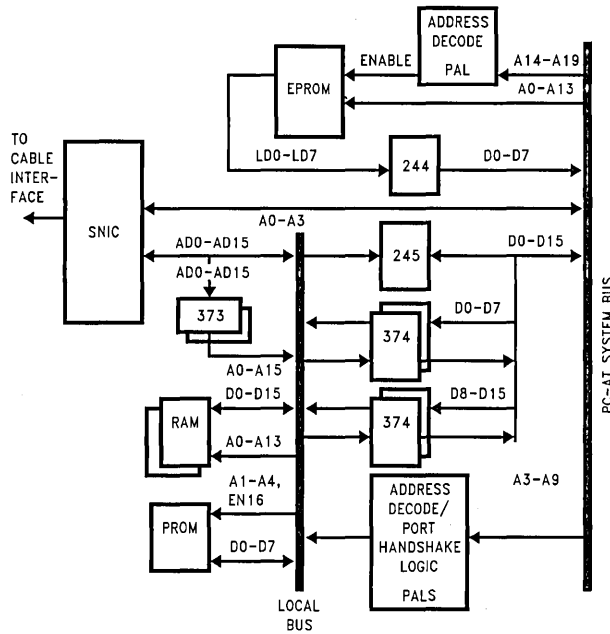 ADDRESS
DECODE
PAL
ENABLE
A14-A19
A0-A13
EPROM
TO
CABLE
INTER-
FACE
LD0-LD7
244
D0-D7
SNIC
A0-A3
AD0-AD15
AD0-AD15
245
D0-D15
373
374
D0-D7
A0-A15
D0-D15
374
D8-D15
RAM
A0-A13
A1-A4,
EN16
PROM
D0-D7
ADDRESS
DECODE/
PORT
HANDSHAKE
LOGIC
PALS
A3-A9
LOCAL
BUS
PC-AT SYSTEM BUS